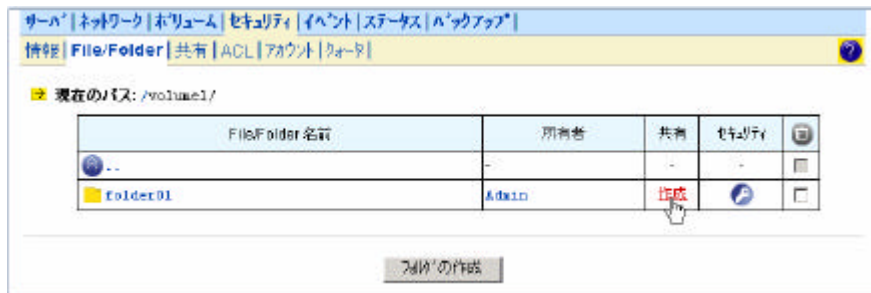 ｻｰﾊﾞ|ﾈｯﾄﾜｰｸ|ﾎﾞﾘｭｰﾑ|ｾｷｭﾘﾃｨ|ｲﾍﾞﾝﾄ|ｽﾃｰﾀｽ|ﾊﾞｯｸｱｯﾌﾟ|
情報|File/Folder|共有|ACL|ｱｶｳﾝﾄ|ｸｫｰﾀ|
?
現在のパス: /volume1/
File/Folder 名前 所有者 共有 ｾｷｭﾘﾃｨ
.. - - -
folder01 Admin 作成
ﾌｫﾙﾀﾞの作成